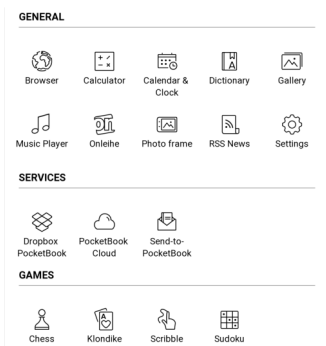 GENERAL
Browser Calculator Calendar & Clock Dictionary Gallery
Music Player Onleihe Photo frame RSS News Settings
SERVICES
Dropbox PocketBook PocketBook Cloud Send-to-PocketBook
GAMES
Chess Klondike Scribble Sudoku